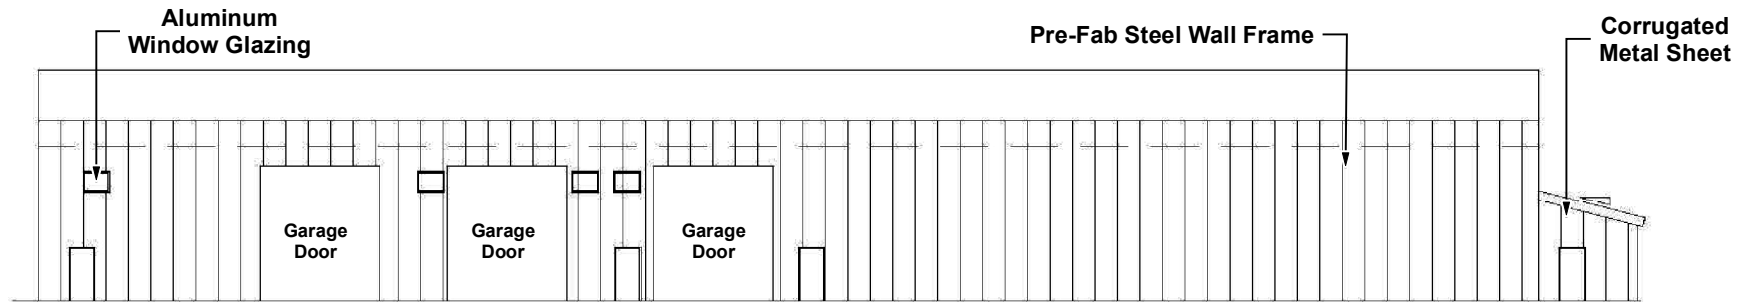 Aluminum
Window Glazing
Pre-Fab Steel Wall Frame
Corrugated
Metal Sheet
Garage
Door
Garage
Door
Garage
Door